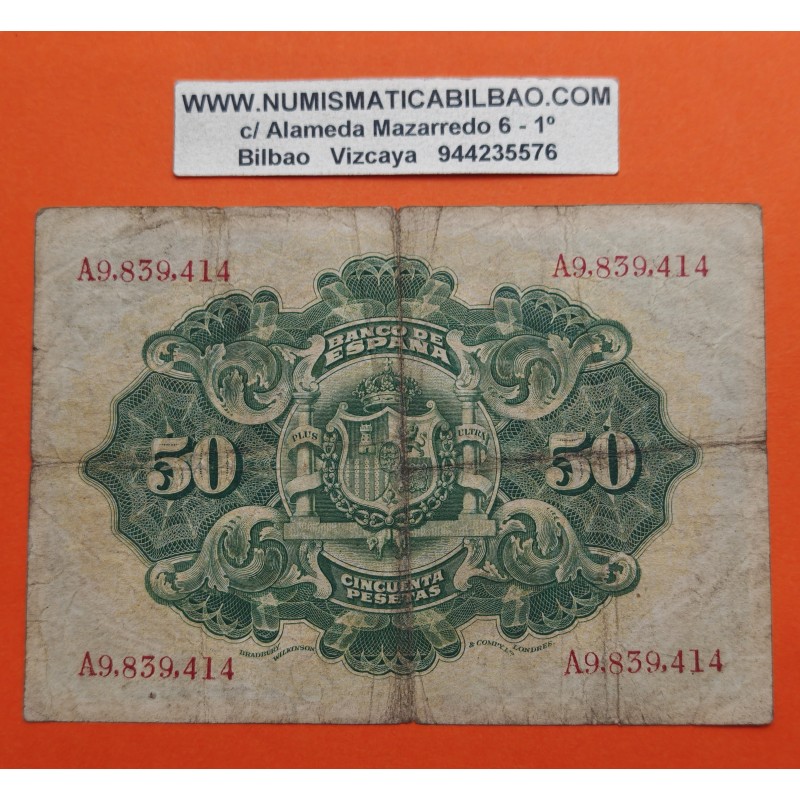 WWW.NUMISMATICABILBAO.COM
c/ Alameda Mazarredo 6 - 1º
Bilbao Vizcaya 944235576
A9,839,414 A9,839,414
BANCO DE
ESPAÑA
PLUS ULTRA
50 50
CINCUENTA
PESETAS
BRADBURY WILKINSON & COMPY. LD. LONDRES.
A9,839,414 A9,839,414